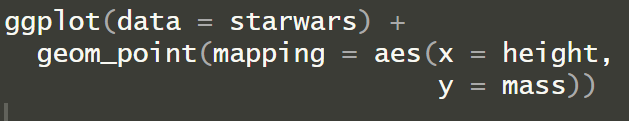 ggplot(data = starwars) +
  geom_point(mapping = aes(x = height,
                           y = mass))